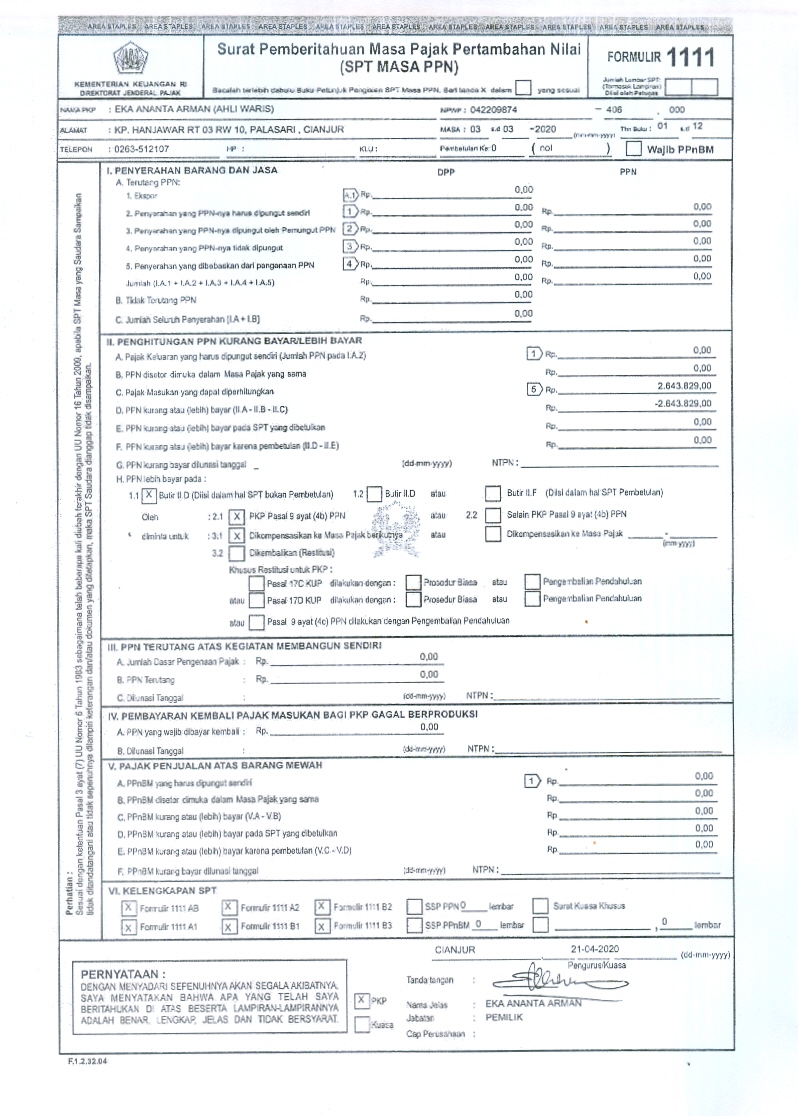 AREA STAPLES, AREA STAPLES, AREA STAPLES, AREA STAPLES, AREA STAPLES, AREA STAPLES, AREA STAPLES, AREA STAPLES, AREA STAPLES, AREA STAPLES, AREA STAPLES
KEMENTERIAN KEUANGAN RI
DIREKTORAT JENDERAL PAJAK
Surat Pemberitahuan Masa Pajak Pertambahan Nilai
(SPT MASA PPN)
Bacalah terlebih dahulu Buku Petunjuk Pengisian SPT Masa PPN, Beri tanda X dalam yang sesuai
FORMULIR 1111
Jumlah Lembar SPT:
(Termasuk Lampiran)
Diisi oleh Petugas
NAMA PKP : EKA ANANTA ARMAN (AHLI WARIS) NPWP : 042209874 – 406 . 000
ALAMAT : KP. HANJAWAR RT 03 RW 10, PALASARI , CIANJUR MASA : 03 s.d 03 -2020 (mm-mm-yyyy) Thn Buku : 01 s.d 12
TELEPON : 0263-512107 HP : KLU : Pembetulan Ke: 0 ( nol ) Wajib PPnBM
I. PENYERAHAN BARANG DAN JASA DPP PPN
A. Terutang PPN:
1. Ekspor A.1 Rp. 0,00
2. Penyerahan yang PPN-nya harus dipungut sendiri 1 Rp. 0,00 Rp. 0,00
3. Penyerahan yang PPN-nya dipungut oleh Pemungut PPN 2 Rp. 0,00 Rp. 0,00
4. Penyerahan yang PPN-nya tidak dipungut 3 Rp. 0,00 Rp. 0,00
5. Penyerahan yang dibebaskan dari pengenaan PPN 4 Rp. 0,00 Rp. 0,00
Jumlah (I.A.1 + I.A.2 + I.A.3 + I.A.4 + I.A.5) Rp. 0,00 Rp. 0,00
B. Tidak Terutang PPN Rp. 0,00
C. Jumlah Seluruh Penyerahan (I.A + I.B) Rp. 0,00
II. PENGHITUNGAN PPN KURANG BAYAR/LEBIH BAYAR
A. Pajak Keluaran yang harus dipungut sendiri (Jumlah PPN pada I.A.2) 1 Rp. 0,00
B. PPN disetor dimuka dalam Masa Pajak yang sama Rp. 0,00
C. Pajak Masukan yang dapat diperhitungkan 5 Rp. 2.643.829,00
D. PPN kurang atau (lebih) bayar (II.A - II.B - II.C) Rp. -2.643.829,00
E. PPN kurang atau (lebih) bayar pada SPT yang dibetulkan Rp. 0,00
F. PPN kurang atau (lebih) bayar karena pembetulan (II.D - II.E) Rp. 0,00
G. PPN kurang bayar dilunasi tanggal _ (dd-mm-yyyy) NTPN :
H. PPN lebih bayar pada :
1.1 X Butir II.D (Diisi dalam hal SPT bukan Pembetulan) 1.2 Butir II.D atau Butir II.F (Diisi dalam hal SPT Pembetulan)
Oleh : 2.1 X PKP Pasal 9 ayat (4b) PPN atau 2.2 Selain PKP Pasal 9 ayat (4b) PPN
diminta untuk : 3.1 X Dikompensasikan ke Masa Pajak berikutnya atau Dikompensasikan ke Masa Pajak - (mm-yyyy)
3.2 Dikembalikan (Restitusi)
Khusus Restitusi untuk PKP :
Pasal 17C KUP dilakukan dengan : Prosedur Biasa atau Pengembalian Pendahuluan
atau Pasal 17D KUP dilakukan dengan : Prosedur Biasa atau Pengembalian Pendahuluan
atau Pasal 9 ayat (4c) PPN dilakukan dengan Pengembalian Pendahuluan
III. PPN TERUTANG ATAS KEGIATAN MEMBANGUN SENDIRI
A. Jumlah Dasar Pengenaan Pajak : Rp. 0,00
B. PPN Terutang : Rp. 0,00
C. Dilunasi Tanggal : (dd-mm-yyyy) NTPN :
IV. PEMBAYARAN KEMBALI PAJAK MASUKAN BAGI PKP GAGAL BERPRODUKSI
A. PPN yang wajib dibayar kembali : Rp. 0,00
B. Dilunasi Tanggal : (dd-mm-yyyy) NTPN :
V. PAJAK PENJUALAN ATAS BARANG MEWAH
A. PPnBM yang harus dipungut sendiri 1 Rp. 0,00
B. PPnBM disetor dimuka dalam Masa Pajak yang sama Rp. 0,00
C. PPnBM kurang atau (lebih) bayar (V.A - V.B) Rp. 0,00
D. PPnBM kurang atau (lebih) bayar pada SPT yang dibetulkan Rp. 0,00
E. PPnBM kurang atau (lebih) bayar karena pembetulan (V.C - V.D) Rp. 0,00
F. PPnBM kurang bayar dilunasi tanggal (dd-mm-yyyy) NTPN :
VI. KELENGKAPAN SPT
X Formulir 1111 AB X Formulir 1111 A2 X Formulir 1111 B2 SSP PPN 0 lembar Surat Kuasa Khusus
X Formulir 1111 A1 X Formulir 1111 B1 X Formulir 1111 B3 SSP PPnBM 0 lembar , 0 lembar
Perhatian :
Sesuai dengan ketentuan Pasal 3 ayat (7) UU Nomor 6 Tahun 1983 sebagaimana telah beberapa kali diubah terakhir dengan UU Nomor 16 Tahun 2009, apabila SPT Masa yang Saudara Sampaikan
tidak ditandatangani atau tidak sepenuhnya dilampiri keterangan dan/atau dokumen yang ditetapkan, maka SPT Saudara dianggap tidak disampaikan.
PERNYATAAN :
DENGAN MENYADARI SEPENUHNYA AKAN SEGALA AKIBATNYA,
SAYA MENYATAKAN BAHWA APA YANG TELAH SAYA
BERITAHUKAN DI ATAS BESERTA LAMPIRAN-LAMPIRANNYA
ADALAH BENAR, LENGKAP, JELAS DAN TIDAK BERSYARAT.
X PKP
Kuasa
CIANJUR 21-04-2020 (dd-mm-yyyy)
Pengurus/Kuasa
Tanda tangan :
Nama Jelas : EKA ANANTA ARMAN
Jabatan : PEMILIK
Cap Perusahaan :
F.1.2.32.04